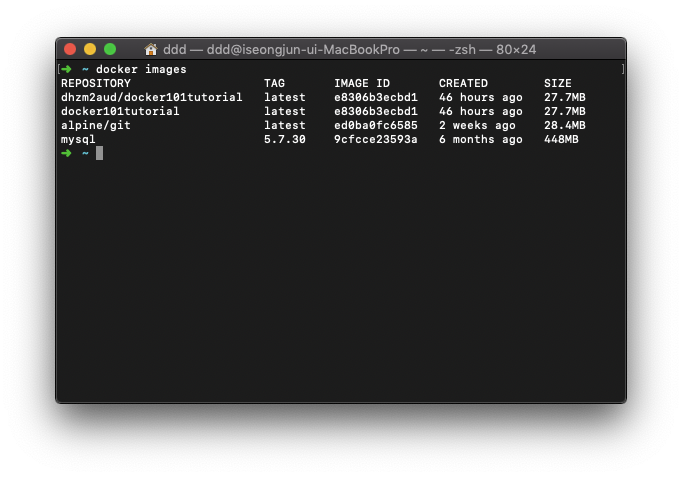 ddd — ddd@iseongjun-ui-MacBookPro — ~ — -zsh — 80×24
[➜ ~ docker images ]
REPOSITORY TAG IMAGE ID CREATED SIZE
dhzm2aud/docker101tutorial latest e8306b3ecbd1 46 hours ago 27.7MB
docker101tutorial latest e8306b3ecbd1 46 hours ago 27.7MB
alpine/git latest ed0ba0fc6585 2 weeks ago 28.4MB
mysql 5.7.30 9cfcce23593a 6 months ago 448MB
➜ ~